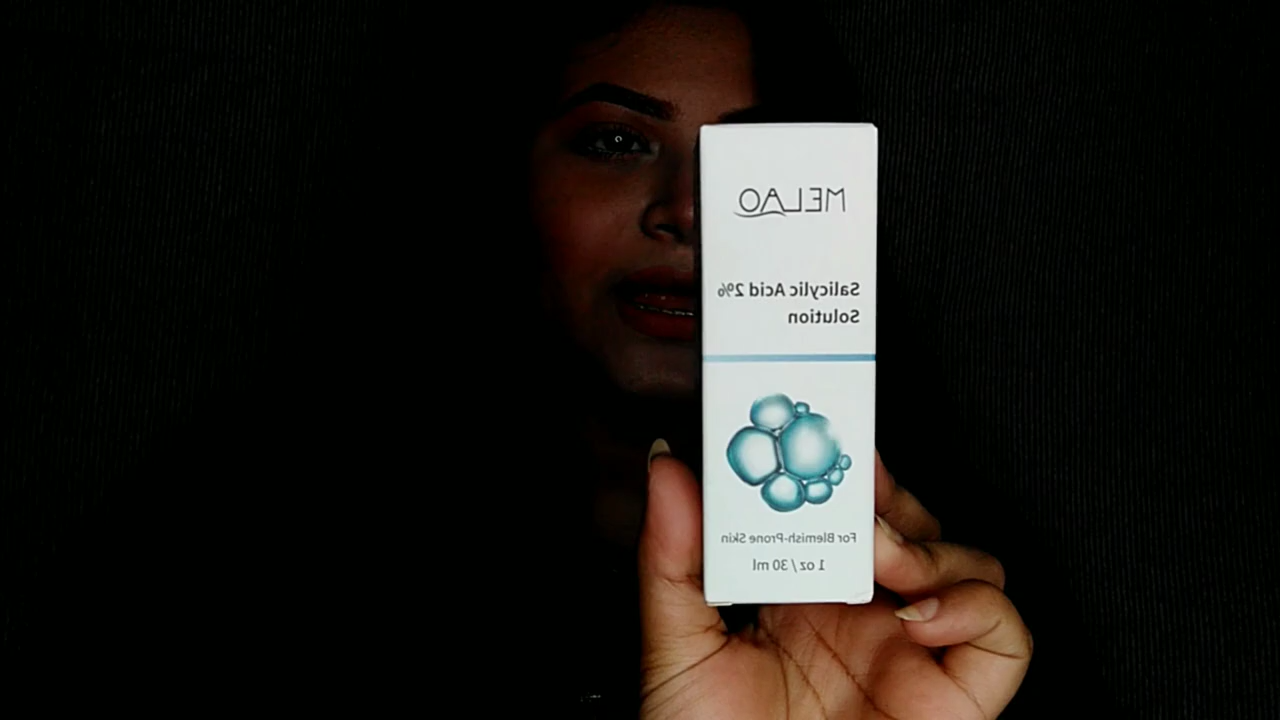 MELAO
Salicylic Acid 2%
Solution
For Blemish-Prone Skin
1 oz / 30 ml